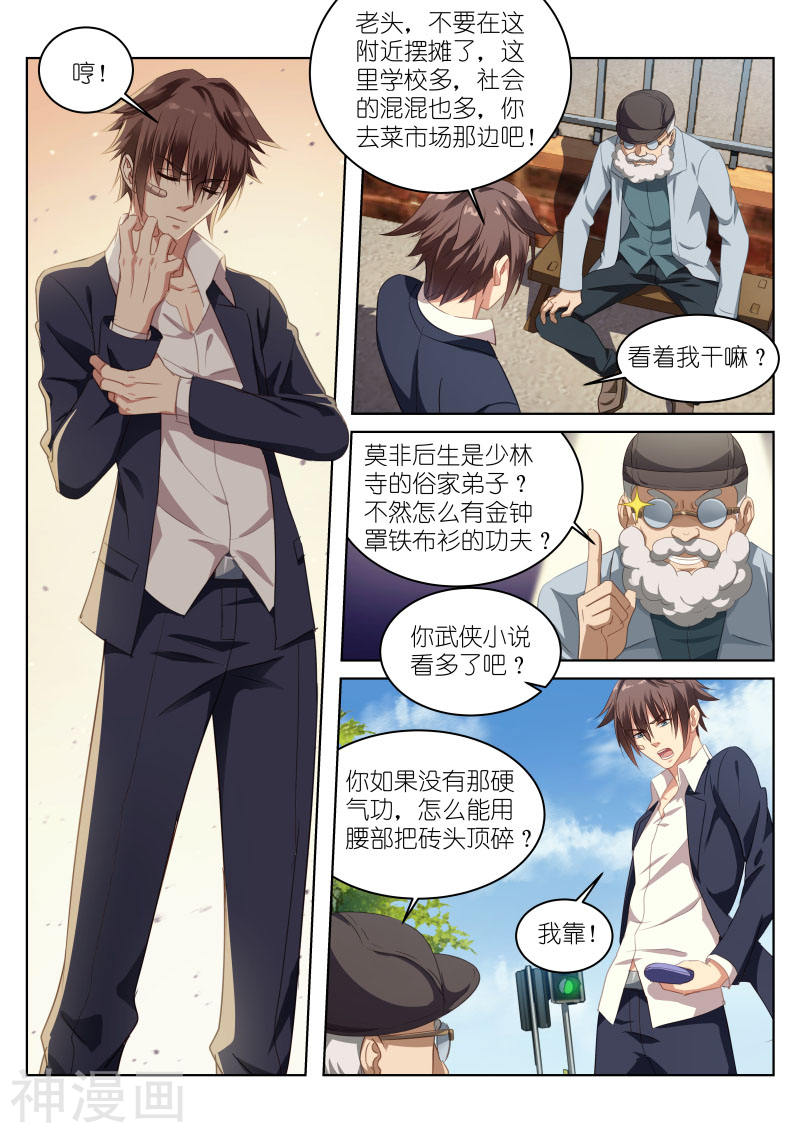 哼！
老头，不要在这
附近摆摊了，这
里学校多，社会
的混混也多，你
去菜市场那边吧！
看着我干嘛？
莫非后生是少林
寺的俗家弟子？
不然怎么有金钟
罩铁布衫的功夫？
你武侠小说
看多了吧？
你如果没有那硬
气功，怎么能用
腰部把砖头顶碎？
我靠！
神漫画